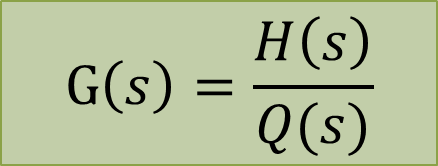 G(s) = H(s) / Q(s)